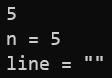 5
n = 5
line = ""